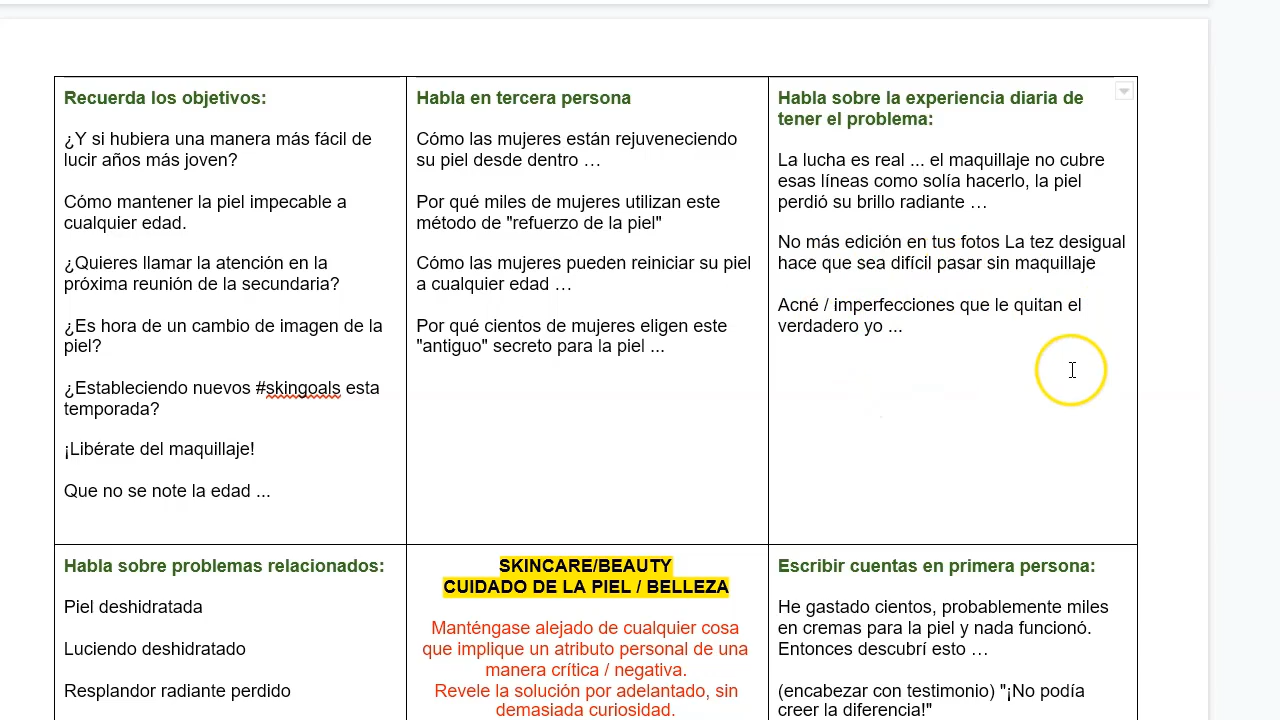 Recuerda los objetivos:
¿Y si hubiera una manera más fácil de
lucir años más joven?
Cómo mantener la piel impecable a
cualquier edad.
¿Quieres llamar la atención en la
próxima reunión de la secundaria?
¿Es hora de un cambio de imagen de la
piel?
¿Estableciendo nuevos #skingoals esta
temporada?
¡Libérate del maquillaje!
Que no se note la edad ...
Habla en tercera persona
Cómo las mujeres están rejuveneciendo
su piel desde dentro …
Por qué miles de mujeres utilizan este
método de "refuerzo de la piel"
Cómo las mujeres pueden reiniciar su piel
a cualquier edad …
Por qué cientos de mujeres eligen este
"antiguo" secreto para la piel ...
Habla sobre la experiencia diaria de
tener el problema:
La lucha es real ... el maquillaje no cubre
esas líneas como solía hacerlo, la piel
perdió su brillo radiante …
No más edición en tus fotos La tez desigual
hace que sea difícil pasar sin maquillaje
Acné / imperfecciones que le quitan el
verdadero yo ...
Habla sobre problemas relacionados:
Piel deshidratada
Luciendo deshidratado
Resplandor radiante perdido
SKINCARE/BEAUTY
CUIDADO DE LA PIEL / BELLEZA
Manténgase alejado de cualquier cosa
que implique un atributo personal de una
manera crítica / negativa.
Revele la solución por adelantado, sin
demasiada curiosidad.
Escribir cuentas en primera persona:
He gastado cientos, probablemente miles
en cremas para la piel y nada funcionó.
Entonces descubrí esto …
(encabezar con testimonio) "¡No podía
creer la diferencia!"